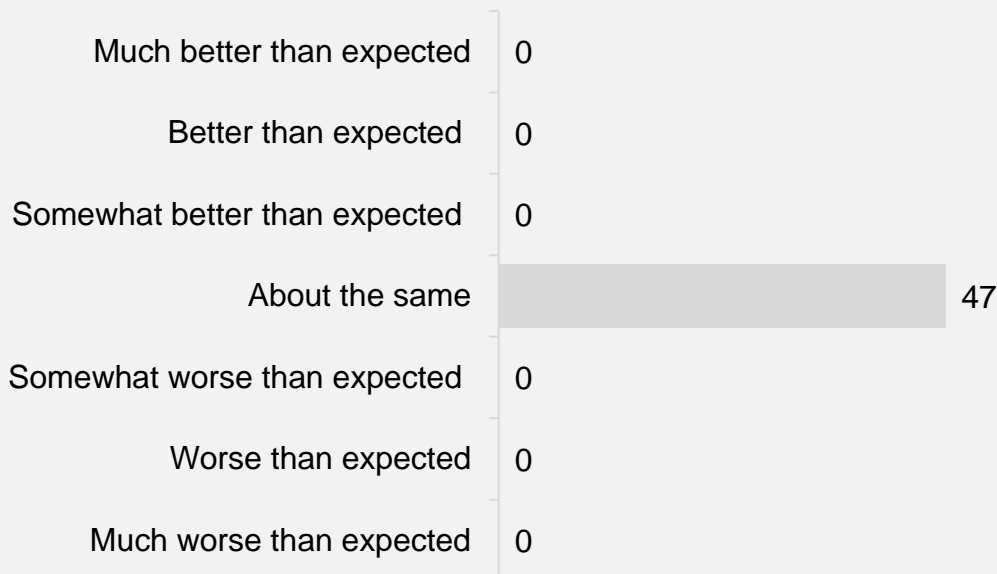 Much better than expected 0
Better than expected 0
Somewhat better than expected 0
About the same 47
Somewhat worse than expected 0
Worse than expected 0
Much worse than expected 0